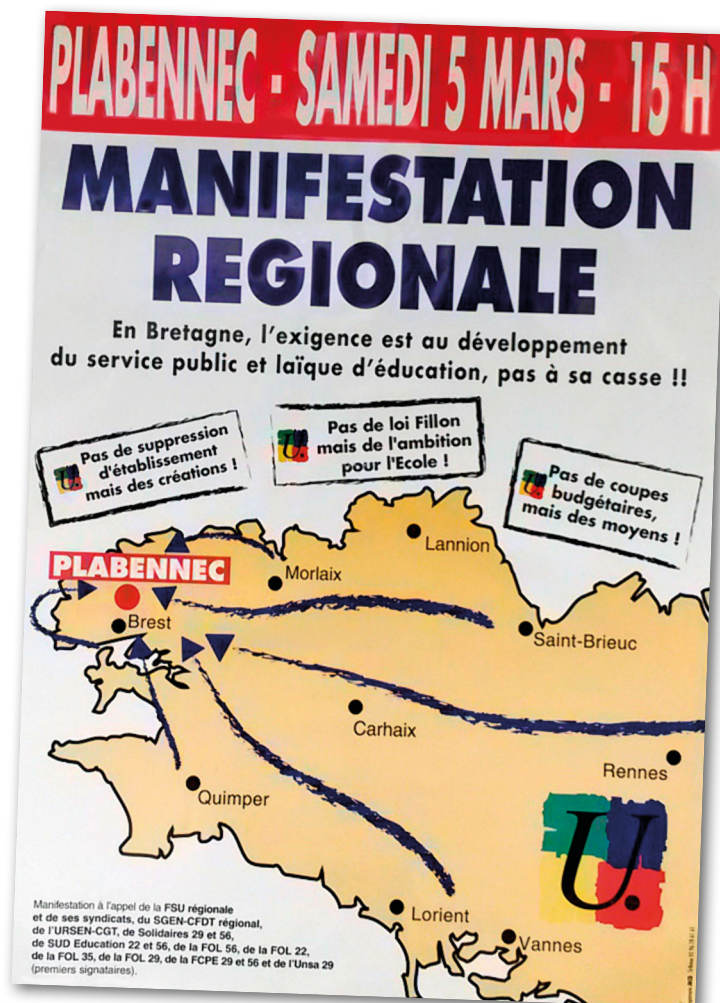 PLABENNEC - SAMEDI 5 MARS - 15 H
MANIFESTATION
REGIONALE
En Bretagne, l'exigence est au développement
du service public et laïque d'éducation, pas à sa casse !!
U.
Pas de suppression
d'établissement
mais des créations !
U.
Pas de loi Fillon
mais de l'ambition
pour l'Ecole !
U.
Pas de coupes
budgétaires,
mais des moyens !
PLABENNEC
Lannion
Morlaix
Brest
Saint-Brieuc
Carhaix
Rennes
Quimper
U.
Lorient
Vannes
Manifestation à l'appel de la FSU régionale
et de ses syndicats, du SGEN-CFDT régional,
de l'URSEN-CGT, de Solidaires 29 et 56,
de SUD Education 22 et 56, de la FOL 56, de la FOL 22,
de la FOL 35, de la FOL 29, de la FCPE 29 et 56 et de l'Unsa 29
(premiers signataires).